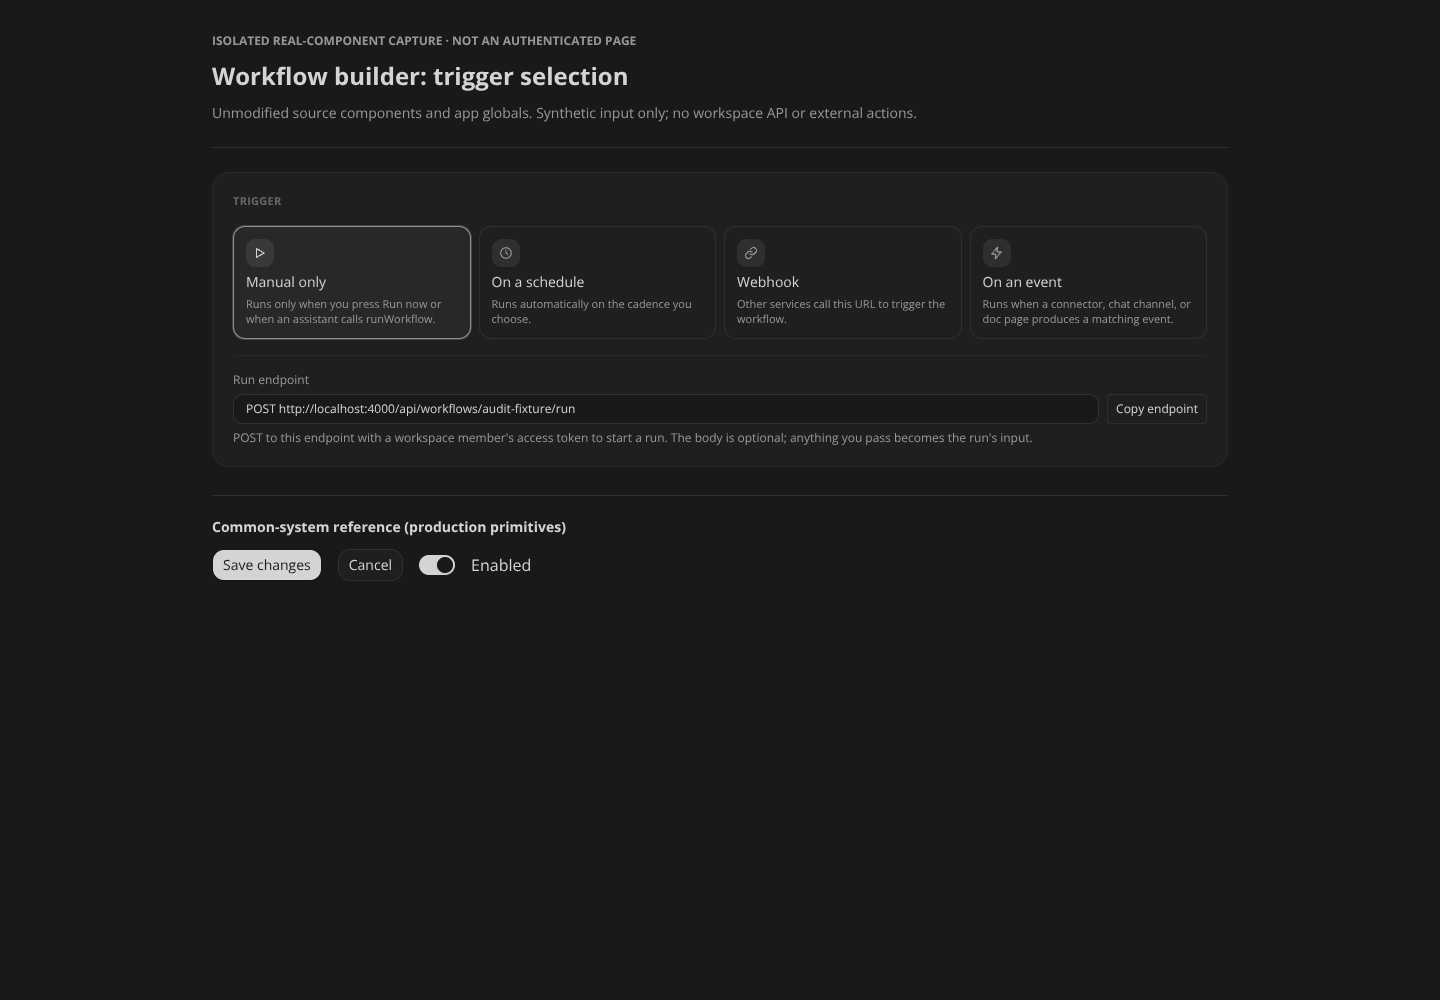 ISOLATED REAL-COMPONENT CAPTURE · NOT AN AUTHENTICATED PAGE
Workflow builder: trigger selection
Unmodified source components and app globals. Synthetic input only; no workspace API or external actions.
TRIGGER
Manual only
Runs only when you press Run now or
when an assistant calls runWorkflow.
On a schedule
Runs automatically on the cadence you
choose.
Webhook
Other services call this URL to trigger the
workflow.
On an event
Runs when a connector, chat channel, or
doc page produces a matching event.
Run endpoint
POST http://localhost:4000/api/workflows/audit-fixture/run
Copy endpoint
POST to this endpoint with a workspace member's access token to start a run. The body is optional; anything you pass becomes the run's input.
Common-system reference (production primitives)
Save changes
Cancel
Enabled